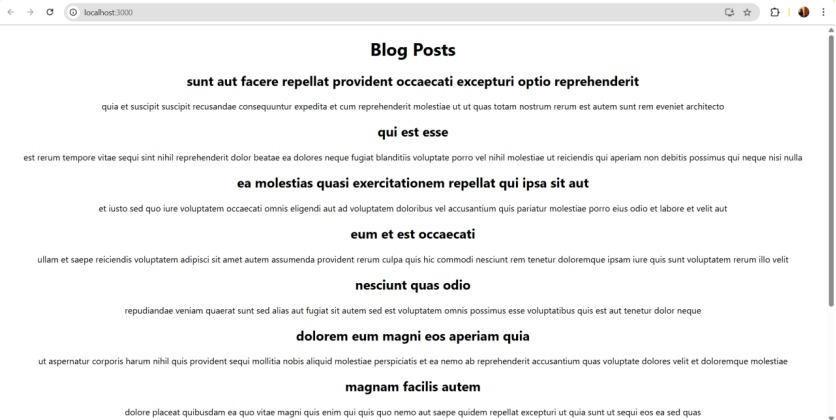 localhost:3000
Blog Posts
sunt aut facere repellat provident occaecati excepturi optio reprehenderit
quia et suscipit suscipit recusandae consequuntur expedita et cum reprehenderit molestiae ut ut quas totam nostrum rerum est autem sunt rem eveniet architecto
qui est esse
est rerum tempore vitae sequi sint nihil reprehenderit dolor beatae ea dolores neque fugiat blanditiis voluptate porro vel nihil molestiae ut reiciendis qui aperiam non debitis possimus qui neque nisi nulla
ea molestias quasi exercitationem repellat qui ipsa sit aut
et iusto sed quo iure voluptatem occaecati omnis eligendi aut ad voluptatem doloribus vel accusantium quis pariatur molestiae porro eius odio et labore et velit aut
eum et est occaecati
ullam et saepe reiciendis voluptatem adipisci sit amet autem assumenda provident rerum culpa quis hic commodi nesciunt rem tenetur doloremque ipsam iure quis sunt voluptatem rerum illo velit
nesciunt quas odio
repudiandae veniam quaerat sunt sed alias aut fugiat sit autem sed est voluptatem omnis possimus esse voluptatibus quis est aut tenetur dolor neque
dolorem eum magni eos aperiam quia
ut aspernatur corporis harum nihil quis provident sequi mollitia nobis aliquid molestiae perspiciatis et ea nemo ab reprehenderit accusantium quas voluptate dolores velit et doloremque molestiae
magnam facilis autem
dolore placeat quibusdam ea quo vitae magni quis enim qui quis quo nemo aut saepe quidem repellat excepturi ut quia sunt ut sequi eos ea sed quas